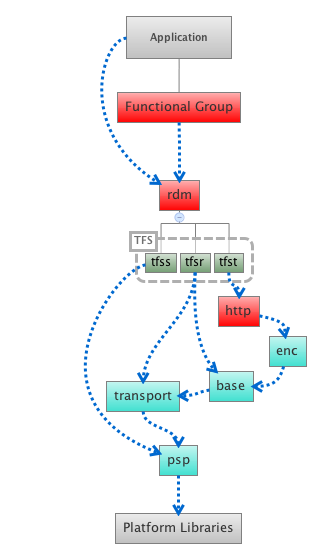 Application
Functional Group
rdm
TFS
tfss
tfsr
tfst
http
enc
base
transport
psp
Platform Libraries